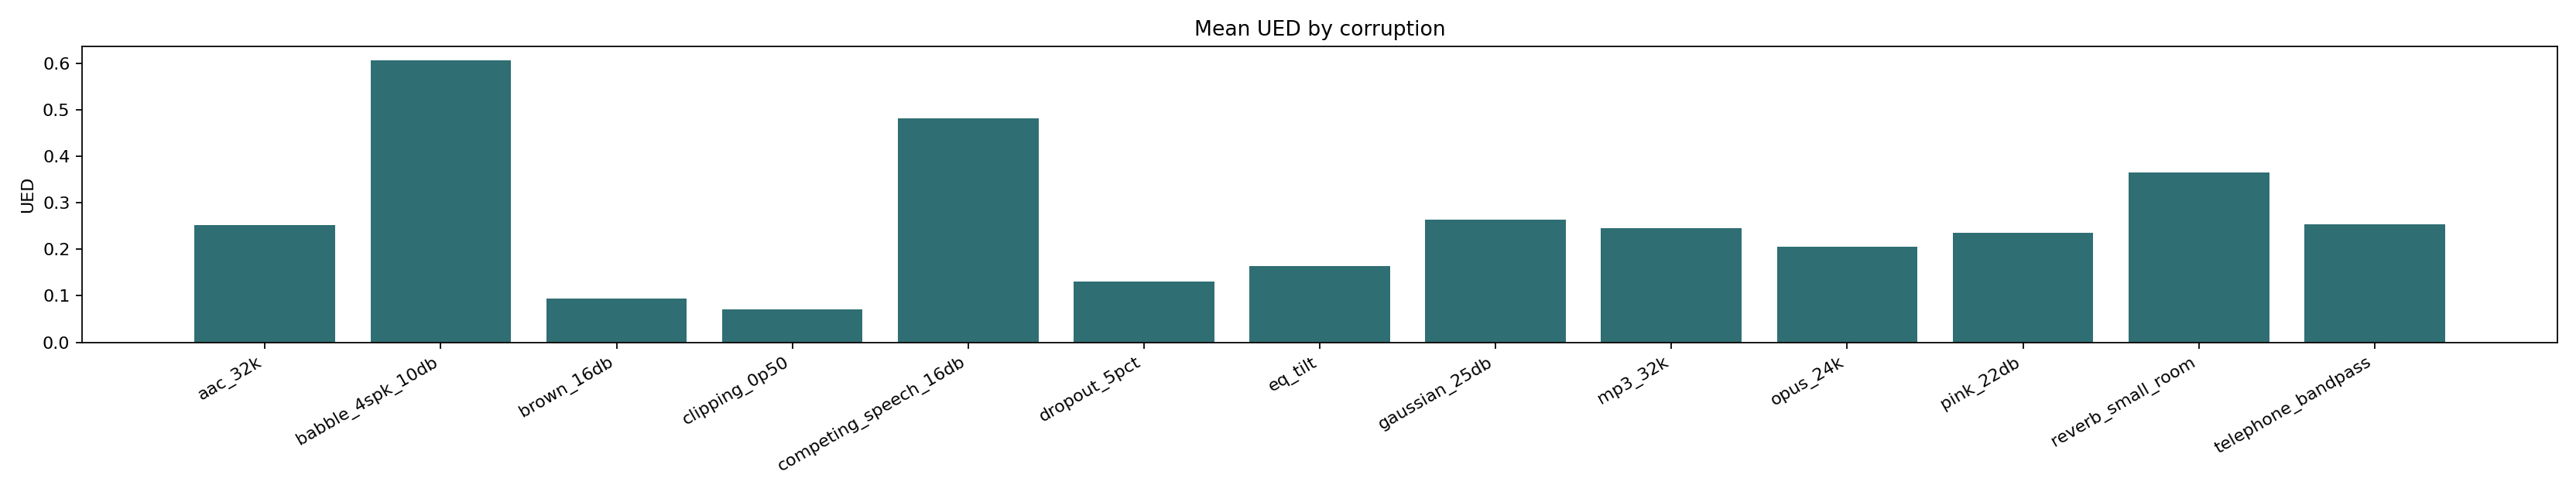 Mean UED by corruption
UED
0.6
0.5
0.4
0.3
0.2
0.1
0.0
aac_32k
babble_4spk_10db
brown_16db
clipping_0p50
competing_speech_16db
dropout_5pct
eq_tilt
gaussian_25db
mp3_32k
opus_24k
pink_22db
reverb_small_room
telephone_bandpass